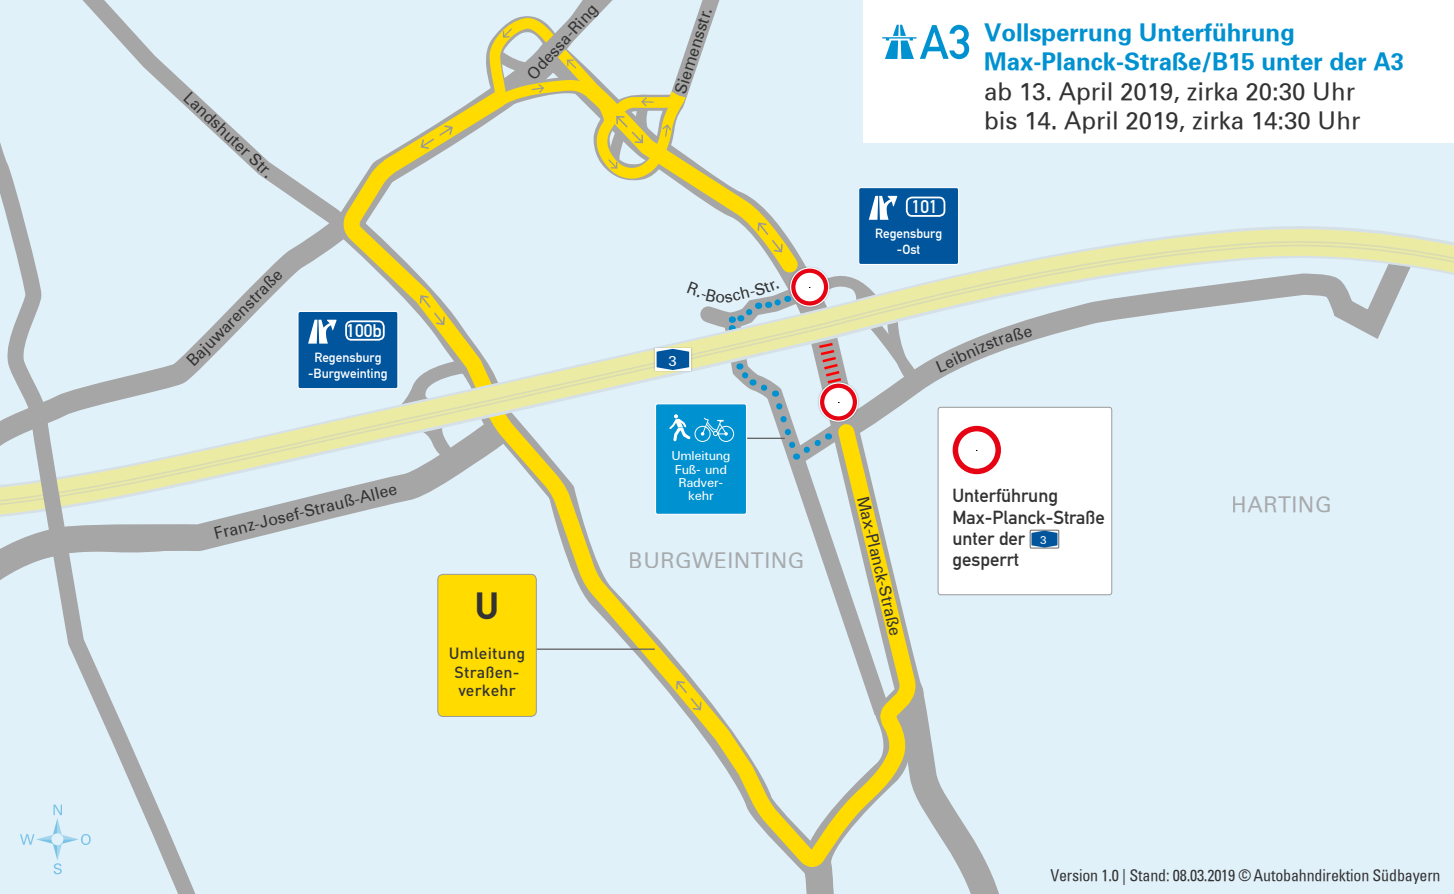 A3
Vollsperrung Unterführung
Max-Planck-Straße/B15 unter der A3
ab 13. April 2019, zirka 20:30 Uhr
bis 14. April 2019, zirka 14:30 Uhr
Odessa-Ring
Siemensstr.
Landshuter Str.
101
Regensburg
-Ost
R.-Bosch-Str.
Bajuwarenstraße
100b
Regensburg
-Burgweinting
3
Leibnizstraße
Umleitung
Fuß- und
Radver-
kehr
Franz-Josef-Strauß-Allee
Max-Planck-Straße
Unterführung
Max-Planck-Straße
unter der 3
gesperrt
HARTING
BURGWEINTING
U
Umleitung
Straßen-
verkehr
N
W
O
S
Version 1.0 | Stand: 08.03.2019 © Autobahndirektion Südbayern